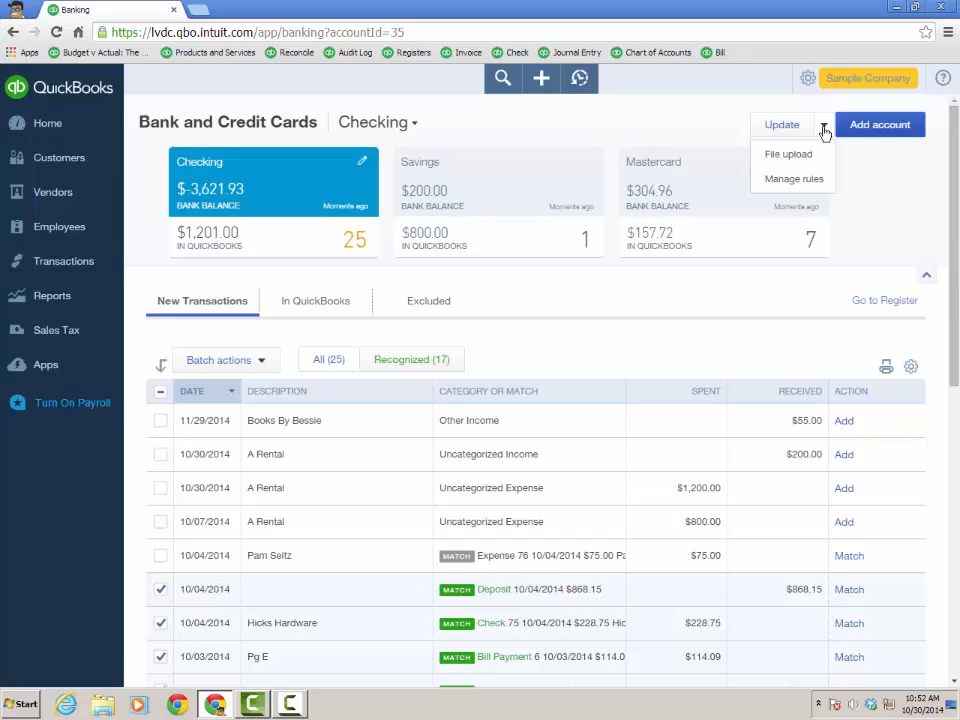 Banking
https://lvdc.qbo.intuit.com/app/banking?accountId=35
Apps Budget v Actual: The ... Products and Services Reconcile Audit Log Registers Invoice Check Journal Entry Chart of Accounts Bill
qb QuickBooks
Sample Company
Home
Customers
Vendors
Employees
Transactions
Reports
Sales Tax
Apps
Turn On Payroll
Bank and Credit Cards Checking
Update Add account
File upload
Manage rules
Checking
$-3,621.93
BANK BALANCE Moments ago
$1,201.00
IN QUICKBOOKS
25
Savings
$200.00
BANK BALANCE Moments ago
$800.00
IN QUICKBOOKS
1
Mastercard
$304.96
BANK BALANCE Moments ago
$157.72
IN QUICKBOOKS
7
New Transactions In QuickBooks Excluded Go to Register
Batch actions All (25) Recognized (17)
DATE DESCRIPTION CATEGORY OR MATCH SPENT RECEIVED ACTION
11/29/2014 Books By Bessie Other Income $55.00 Add
10/30/2014 A Rental Uncategorized Income $200.00 Add
10/30/2014 A Rental Uncategorized Expense $1,200.00 Add
10/07/2014 A Rental Uncategorized Expense $800.00 Add
10/04/2014 Pam Seitz MATCH Expense 76 10/04/2014 $75.00 Pa $75.00 Match
10/04/2014 MATCH Deposit 10/04/2014 $868.15 $868.15 Match
10/04/2014 Hicks Hardware MATCH Check 75 10/04/2014 $228.75 Hic $228.75 Match
10/03/2014 Pg E MATCH Bill Payment 6 10/03/2014 $114.0 $114.09 Match
Start
10:52 AM
10/30/2014